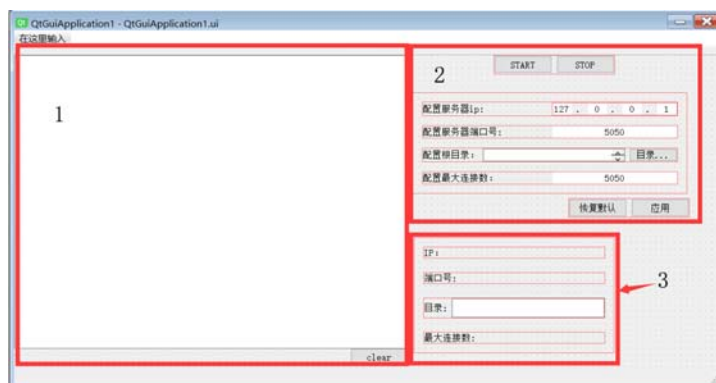 QtGuiApplication1 - QtGuiApplication1.ui
在这里输入
1
clear
2
START STOP
配置服务器ip: 127 . 0 . 0 . 1
配置服务器端口号: 5050
配置根目录: 目录...
配置最大连接数: 5050
恢复默认 应用
IP:
端口号:
目录:
最大连接数:
3